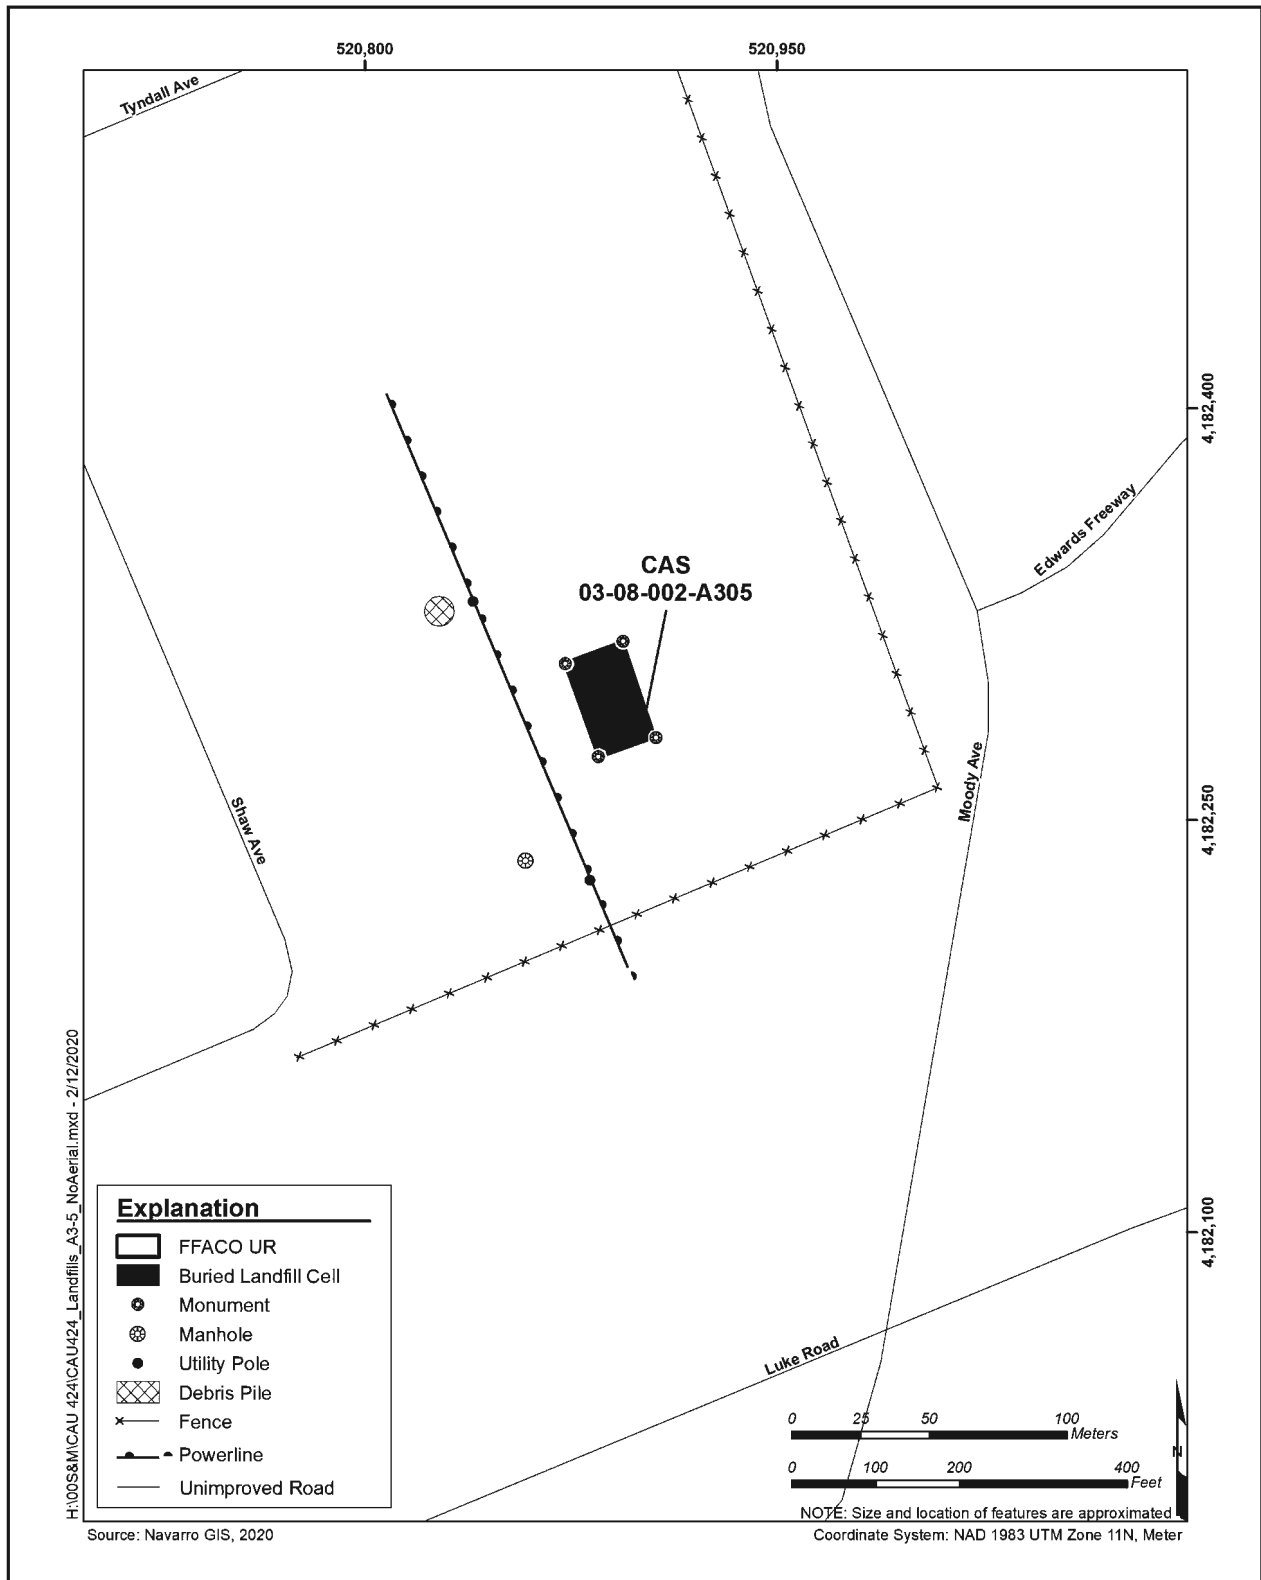 520,800
520,950
Tyndall Ave
4,182,400
Edwards Freeway
CAS
03-08-002-A305
Moody Ave
4,182,250
Shaw Ave
4,182,100
Luke Road
H:\00S&M\CAU 424\CAU424_Landfills_A3-5_NoAerial.mxd - 2/12/2020
Explanation
FFACO UR
Buried Landfill Cell
Monument
Manhole
Utility Pole
Debris Pile
Fence
Powerline
Unimproved Road
0 25 50 100
Meters
0 100 200 400
Feet
N
NOTE: Size and location of features are approximated
Source: Navarro GIS, 2020
Coordinate System: NAD 1983 UTM Zone 11N, Meter